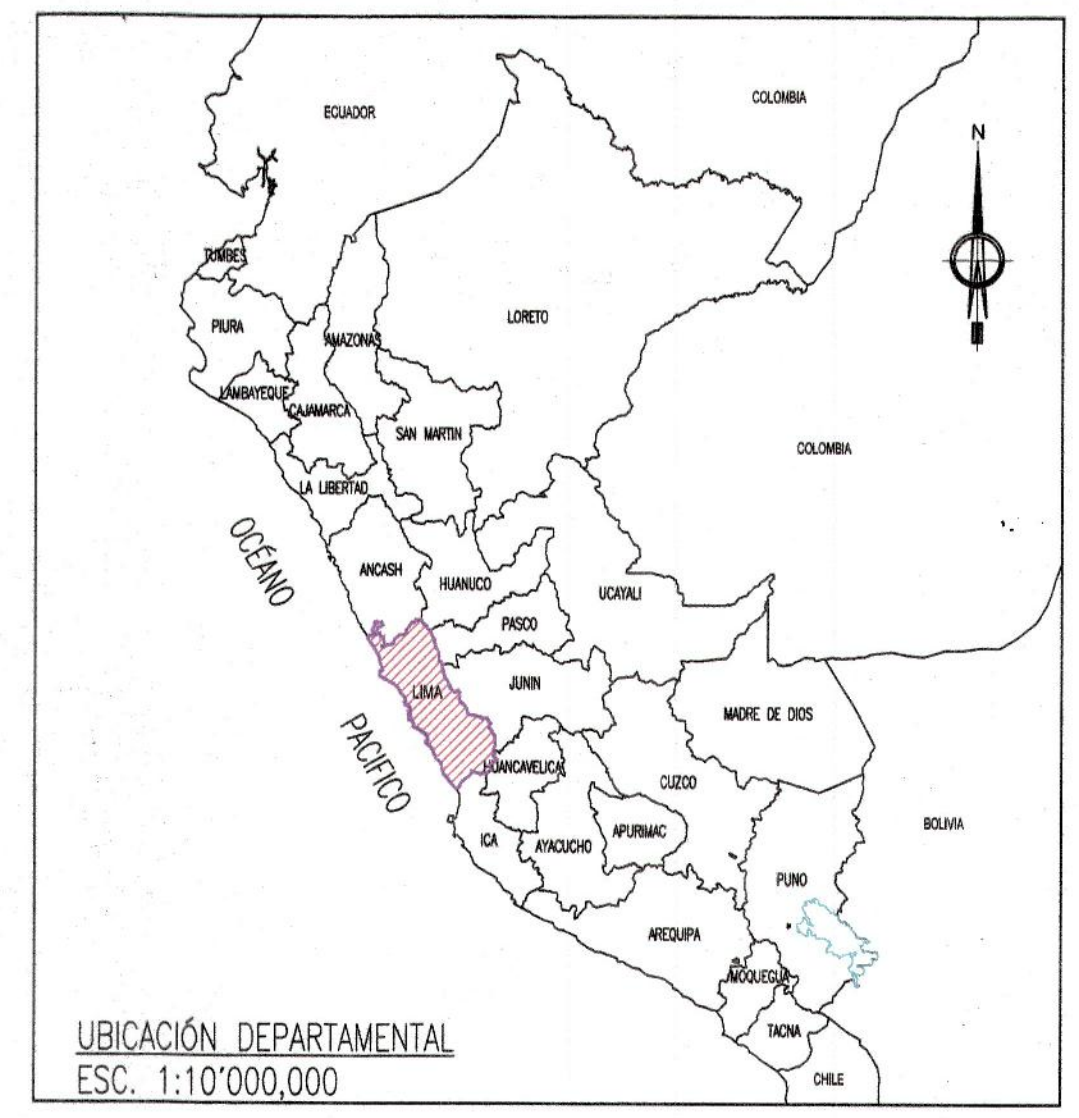 ECUADOR
COLOMBIA
N
TUMBES
PIURA
AMAZONAS
LORETO
LAMBAYEQUE
CAJAMARCA
SAN MARTIN
COLOMBIA
LA LIBERTAD
OCÉANO
ANCASH
HUANUCO
UCAYALI
PASCO
LIMA
JUNIN
MADRE DE DIOS
PACIFICO
HUANCAVELICA
CUZCO
BOLIVIA
ICA
AYACUCHO
APURIMAC
PUNO
AREQUIPA
MOQUEGUA
TACNA
CHILE
UBICACIÓN DEPARTAMENTAL
ESC. 1:10'000,000